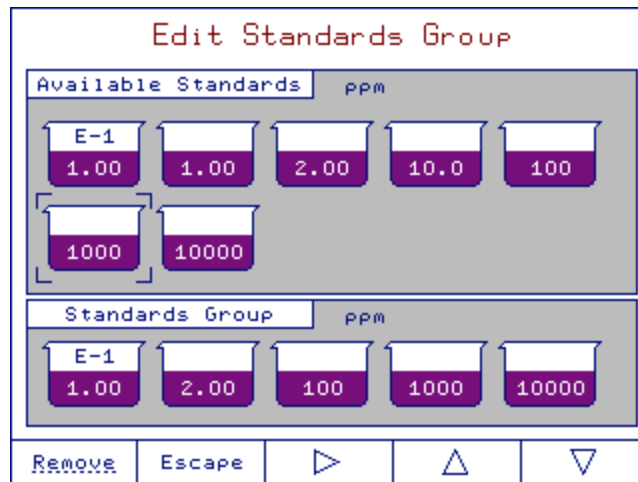 Edit Standards Group
Available Standards ppm
E-1
1.00 1.00 2.00 10.0 100
1000 10000
Standards Group ppm
E-1
1.00 2.00 100 1000 10000
Remove Escape